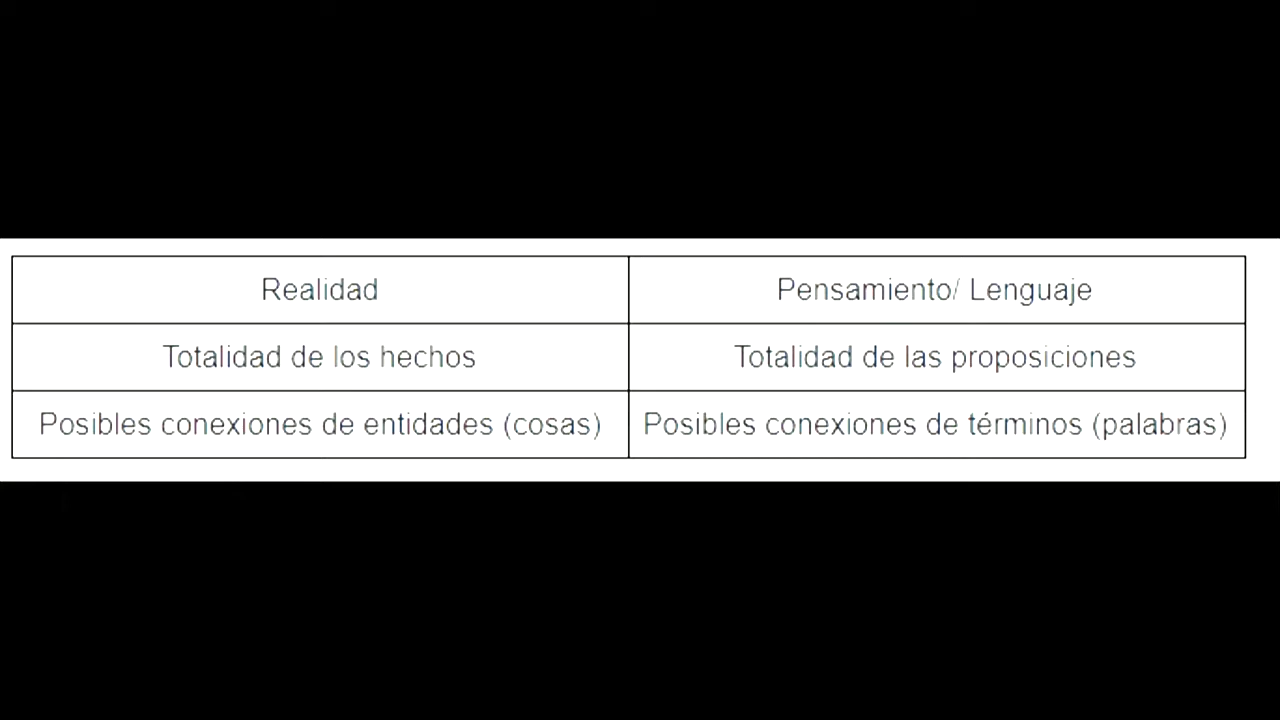 Realidad
Pensamiento/ Lenguaje
Totalidad de los hechos
Totalidad de las proposiciones
Posibles conexiones de entidades (cosas)
Posibles conexiones de términos (palabras)